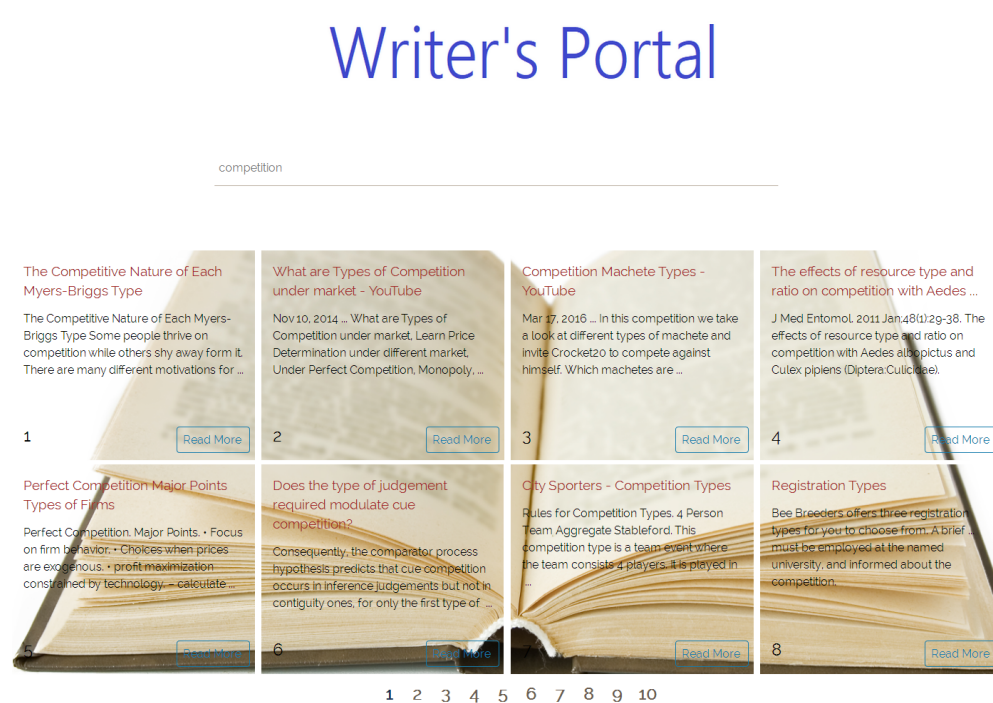 Writer's Portal
competition
The Competitive Nature of Each
Myers-Briggs Type
The Competitive Nature of Each Myers-
Briggs Type Some people thrive on
competition while others shy away form it.
There are many different motivations for ...
1
Read More
What are Types of Competition
under market - YouTube
Nov 10, 2014 ... What are Types of
Competition under market, Learn Price
Determination under different market,
Under Perfect Competition, Monopoly, ...
2
Read More
Competition Machete Types -
YouTube
Mar 17, 2016 ... In this competition we take
a look at different types of machete and
invite Crocket20 to compete against
himself. Which machetes are ...
3
Read More
The effects of resource type and
ratio on competition with Aedes ...
J Med Entomol. 2011 Jan;48(1):29-38. The
effects of resource type and ratio on
competition with Aedes albopictus and
Culex pipiens (Diptera:Culicidae).
4
Read More
Perfect Competition Major Points
Types of Firms
Perfect Competition. Major Points. • Focus
on firm behavior. • Choices when prices
are exogenous. • profit maximization
constrained by technology. – calculate ...
5
Read More
Does the type of judgement
required modulate cue
competition?
Consequently, the comparator process
hypothesis predicts that cue competition
occurs in inference judgements but not in
contiguity ones, for only the first type of ...
6
Read More
City Sporters - Competition Types
Rules for Competition Types. 4 Person
Team Aggregate Stableford. This
competition type is a team event where
the team consists 4 players. It is played in
...
7
Read More
Registration Types
Bee Breeders offers three registration
types for you to choose from. A brief ...
must be employed at the named
university, and informed about the
competition.
8
Read More
1 2 3 4 5 6 7 8 9 10